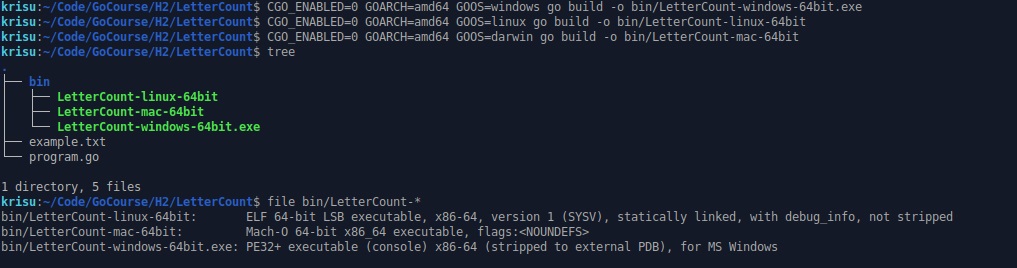 krisu:~/Code/GoCourse/H2/LetterCount$ CGO_ENABLED=0 GOARCH=amd64 GOOS=windows go build -o bin/LetterCount-windows-64bit.exe
krisu:~/Code/GoCourse/H2/LetterCount$ CGO_ENABLED=0 GOARCH=amd64 GOOS=linux go build -o bin/LetterCount-linux-64bit
krisu:~/Code/GoCourse/H2/LetterCount$ CGO_ENABLED=0 GOARCH=amd64 GOOS=darwin go build -o bin/LetterCount-mac-64bit
krisu:~/Code/GoCourse/H2/LetterCount$ tree
.
├── bin
│   ├── LetterCount-linux-64bit
│   ├── LetterCount-mac-64bit
│   └── LetterCount-windows-64bit.exe
├── example.txt
└── program.go
1 directory, 5 files
krisu:~/Code/GoCourse/H2/LetterCount$ file bin/LetterCount-*
bin/LetterCount-linux-64bit:       ELF 64-bit LSB executable, x86-64, version 1 (SYSV), statically linked, with debug_info, not stripped
bin/LetterCount-mac-64bit:         Mach-O 64-bit x86_64 executable, flags:<NOUNDEFS>
bin/LetterCount-windows-64bit.exe: PE32+ executable (console) x86-64 (stripped to external PDB), for MS Windows